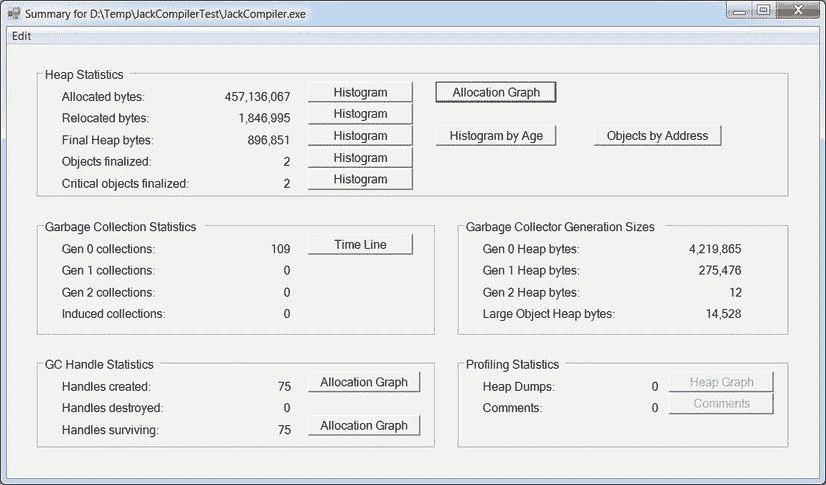 Summary for D:\Temp\JackCompilerTest\JackCompiler.exe
Edit
Heap Statistics
Allocated bytes: 457,136,067 Histogram Allocation Graph
Relocated bytes: 1,846,995 Histogram
Final Heap bytes: 896,851 Histogram Histogram by Age Objects by Address
Objects finalized: 2 Histogram
Critical objects finalized: 2 Histogram
Garbage Collection Statistics
Gen 0 collections: 109 Time Line
Gen 1 collections: 0
Gen 2 collections: 0
Induced collections: 0
Garbage Collector Generation Sizes
Gen 0 Heap bytes: 4,219,865
Gen 1 Heap bytes: 275,476
Gen 2 Heap bytes: 12
Large Object Heap bytes: 14,528
GC Handle Statistics
Handles created: 75 Allocation Graph
Handles destroyed: 0
Handles surviving: 75 Allocation Graph
Profiling Statistics
Heap Dumps: 0 Heap Graph
Comments: 0 Comments